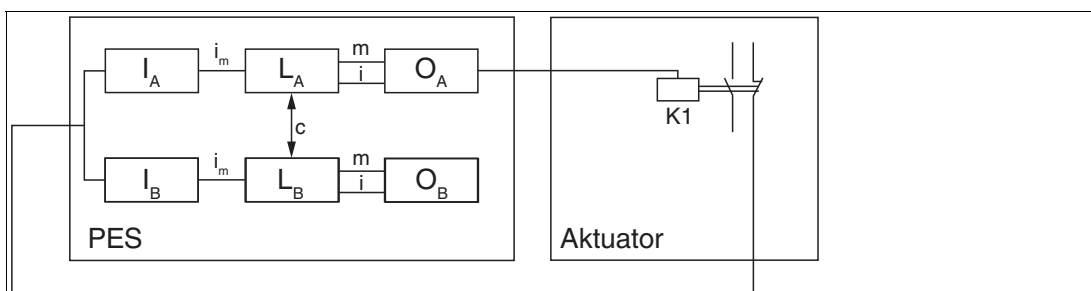 I_A i_m L_A m i O_A
K1
c
I_B i_m L_B m i O_B
PES
Aktuator